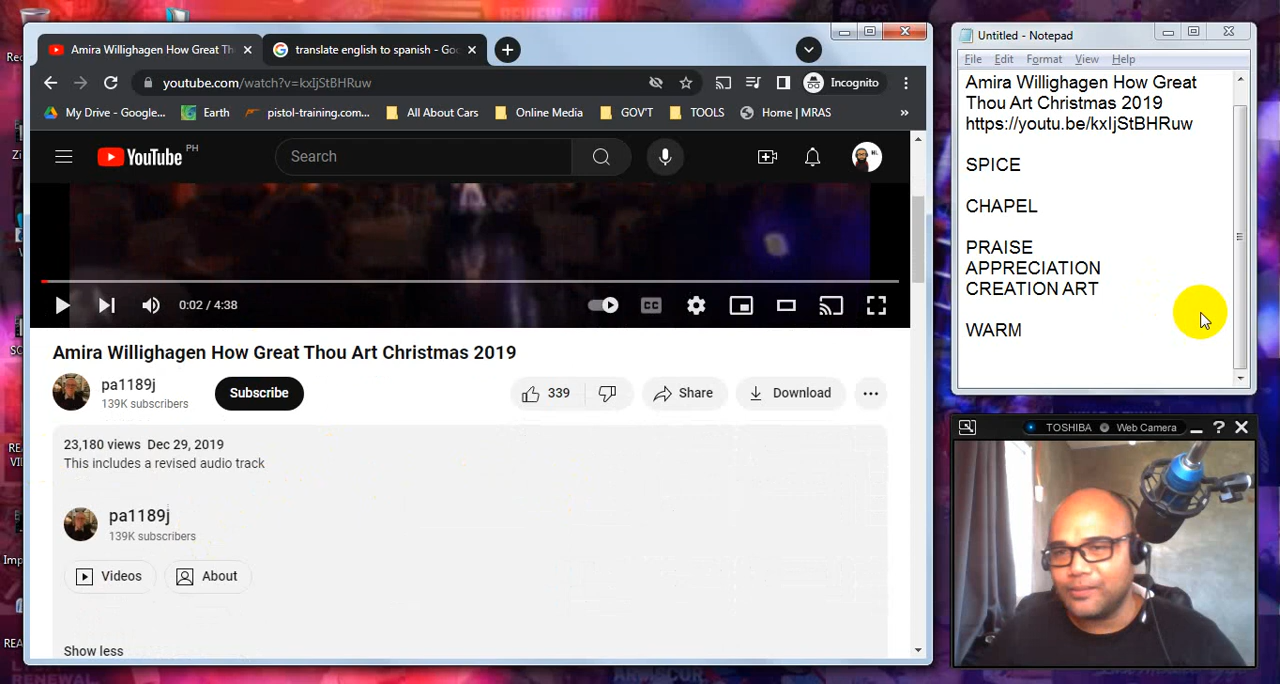 Amira Willighagen How Great Th
translate english to spanish - Goo
youtube.com/watch?v=kxIjStBHRuw
Incognito
My Drive - Google...
Earth
pistol-training.com...
All About Cars
Online Media
GOV'T
TOOLS
Home | MRAS
»
YouTube PH
Search
0:02 / 4:38
CC
Amira Willighagen How Great Thou Art Christmas 2019
pa1189j
139K subscribers
Subscribe
339
Share
Download
23,180 views Dec 29, 2019
This includes a revised audio track
pa1189j
139K subscribers
Videos
About
Show less
Untitled - Notepad
File Edit Format View Help
Amira Willighagen How Great
Thou Art Christmas 2019
https://youtu.be/kxIjStBHRuw
SPICE
CHAPEL
PRAISE
APPRECIATION
CREATION ART
WARM
TOSHIBA Web Camera
RENEWAL